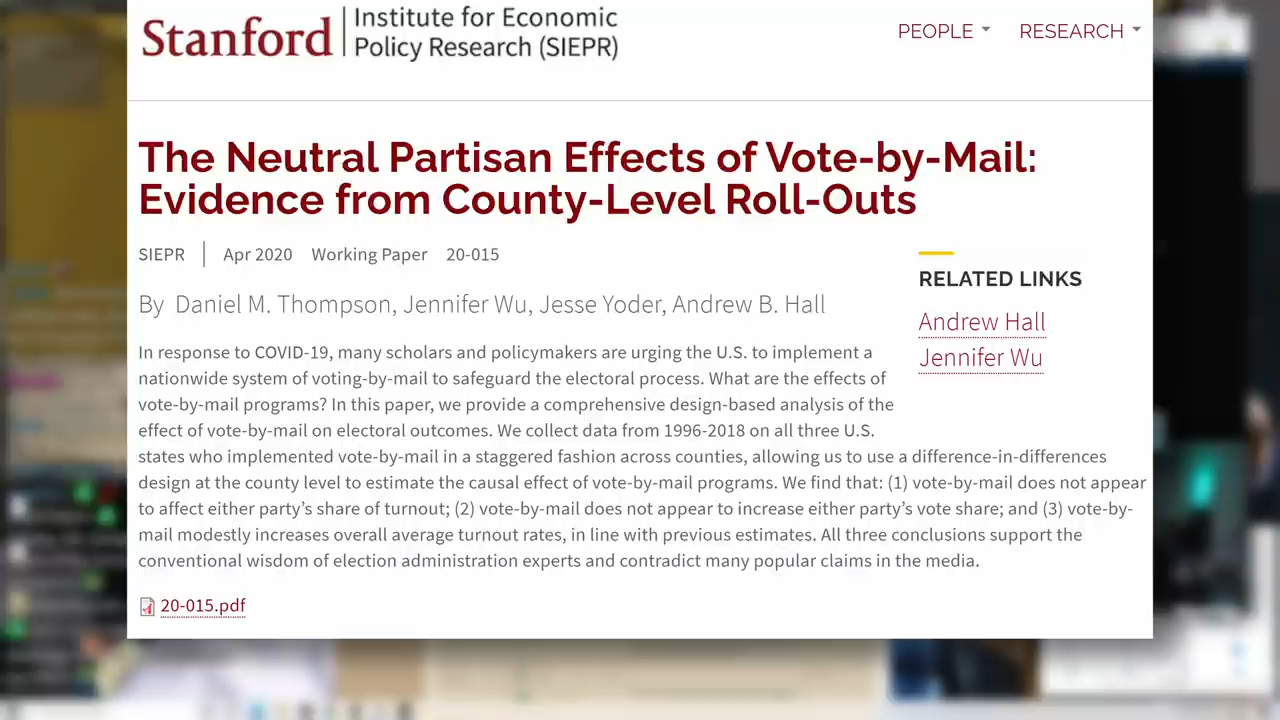 Stanford
Institute for Economic
Policy Research (SIEPR)
PEOPLE
RESEARCH
The Neutral Partisan Effects of Vote-by-Mail:
Evidence from County-Level Roll-Outs
SIEPR
Apr 2020 Working Paper 20-015
By Daniel M. Thompson, Jennifer Wu, Jesse Yoder, Andrew B. Hall
In response to COVID-19, many scholars and policymakers are urging the U.S. to implement a
nationwide system of voting-by-mail to safeguard the electoral process. What are the effects of
vote-by-mail programs? In this paper, we provide a comprehensive design-based analysis of the
effect of vote-by-mail on electoral outcomes. We collect data from 1996-2018 on all three U.S.
states who implemented vote-by-mail in a staggered fashion across counties, allowing us to use a difference-in-differences
design at the county level to estimate the causal effect of vote-by-mail programs. We find that: (1) vote-by-mail does not appear
to affect either party’s share of turnout; (2) vote-by-mail does not appear to increase either party’s vote share; and (3) vote-by-
mail modestly increases overall average turnout rates, in line with previous estimates. All three conclusions support the
conventional wisdom of election administration experts and contradict many popular claims in the media.
20-015.pdf
RELATED LINKS
Andrew Hall
Jennifer Wu